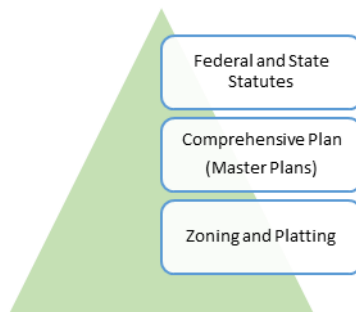 Federal and State
Statutes
Comprehensive Plan
(Master Plans)
Zoning and Platting